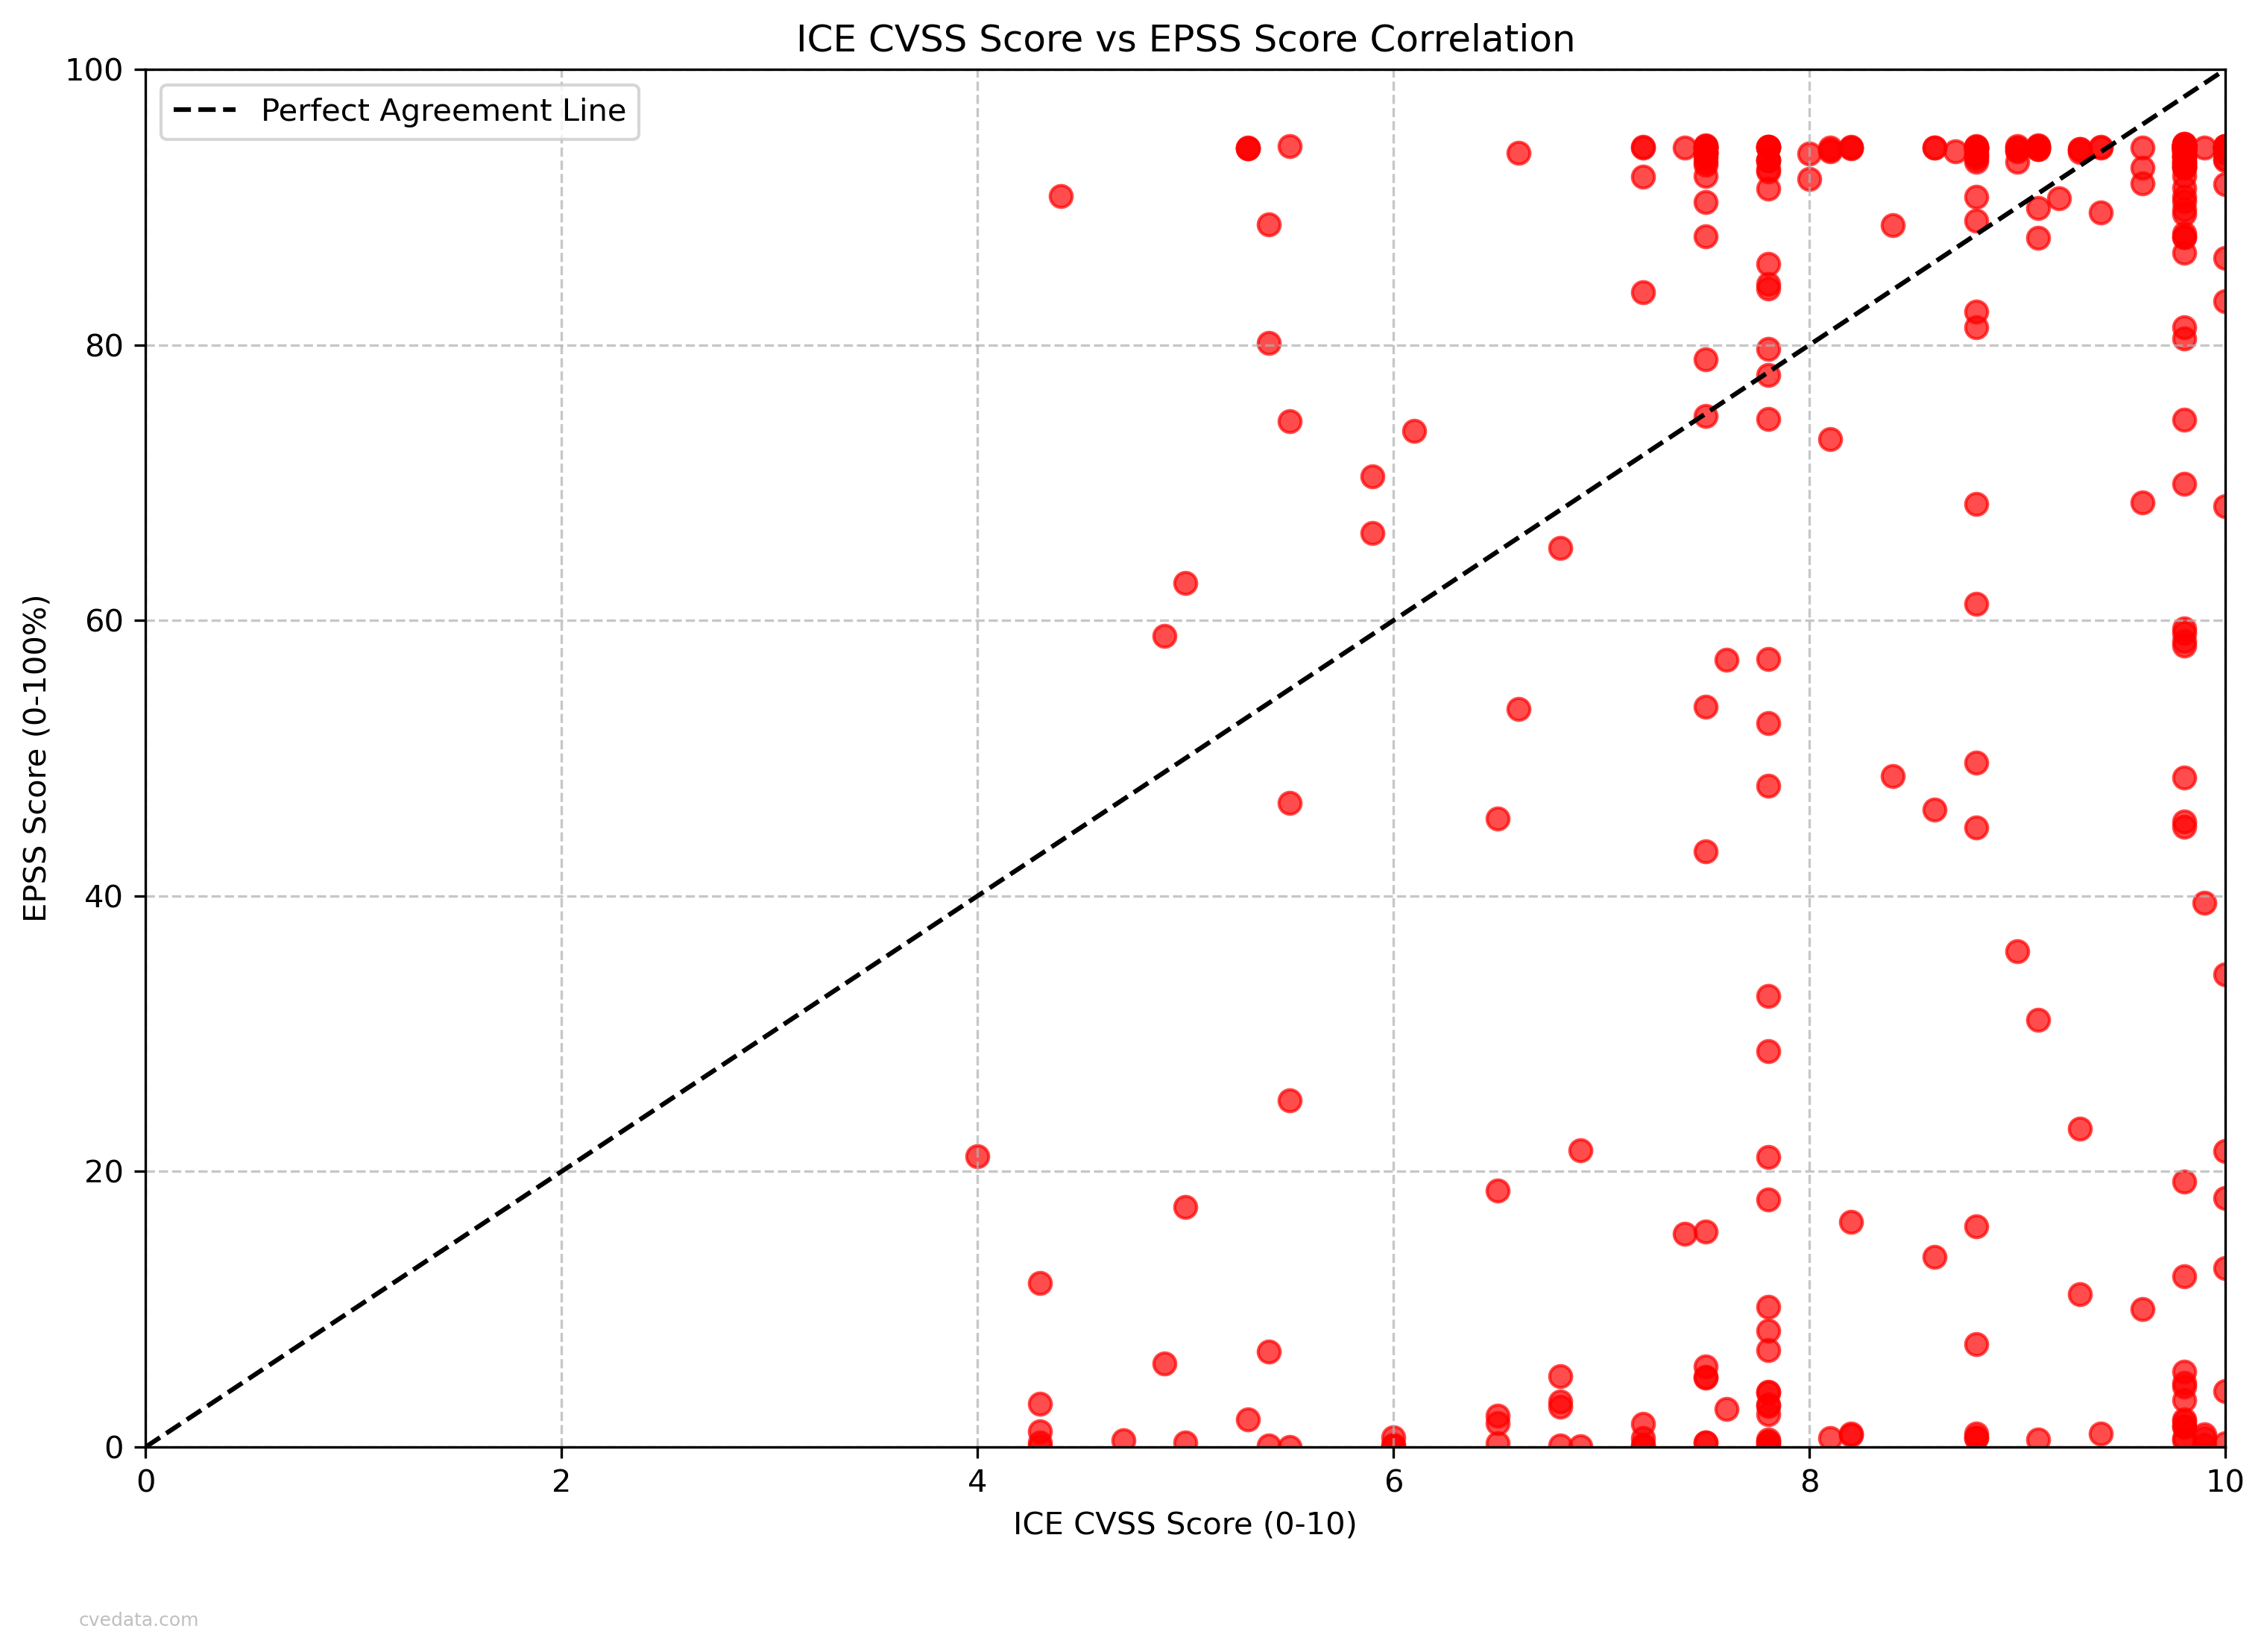 ICE CVSS Score vs EPSS Score Correlation
100
Perfect Agreement Line
80
60
40
20
0
EPSS Score (0-100%)
0 2 4 6 8 10
ICE CVSS Score (0-10)
cvedata.com